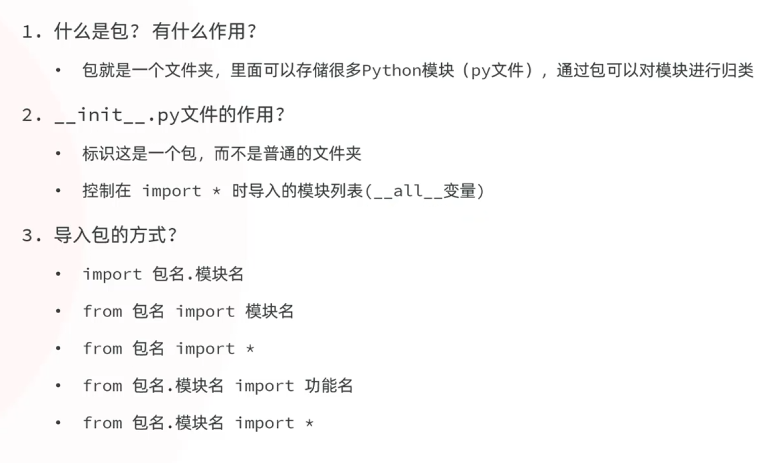 1. 什么是包？有什么作用？
• 包就是一个文件夹，里面可以存储很多Python模块（py文件），通过包可以对模块进行归类
2. __init__.py文件的作用？
• 标识这是一个包，而不是普通的文件夹
• 控制在 import * 时导入的模块列表(__all__变量)
3. 导入包的方式？
• import 包名.模块名
• from 包名 import 模块名
• from 包名 import *
• from 包名.模块名 import 功能名
• from 包名.模块名 import *